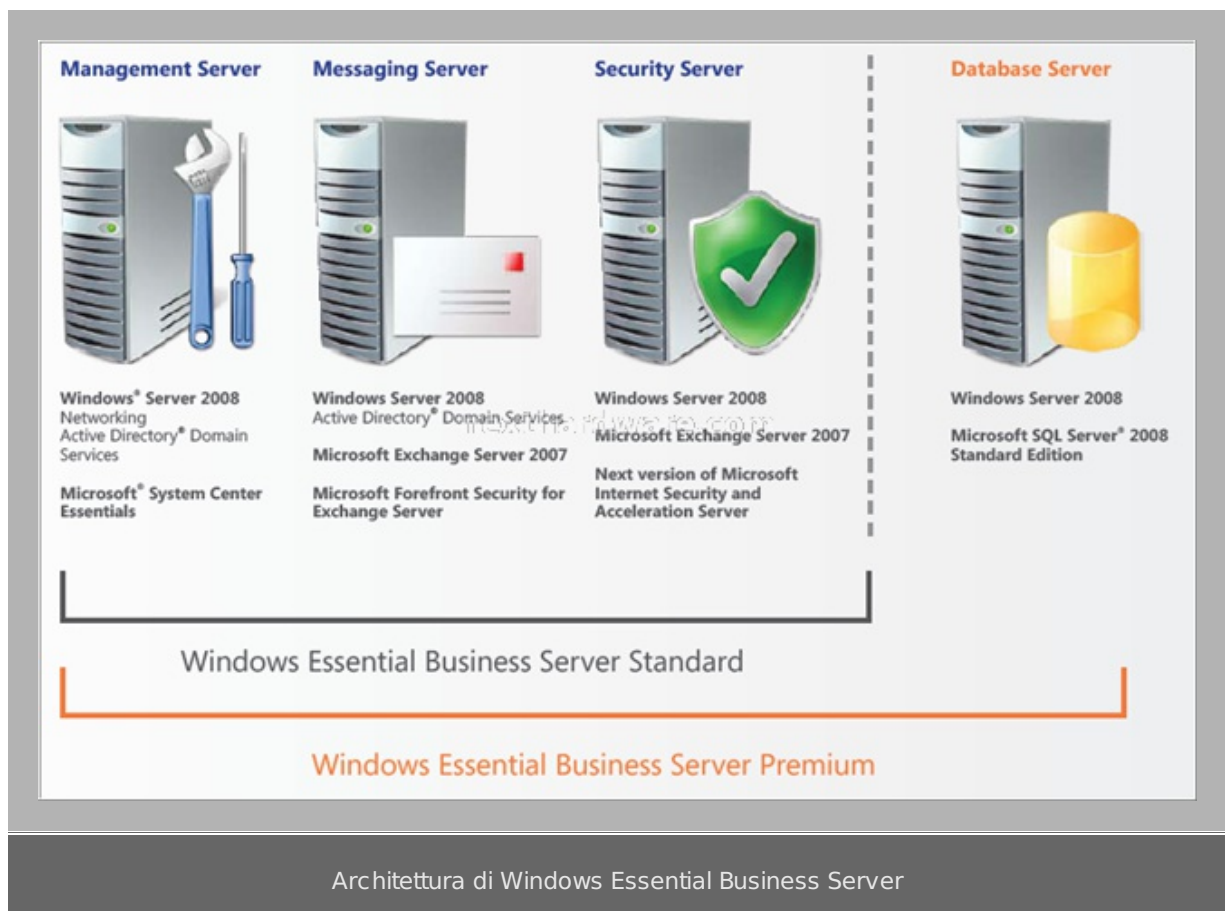 Management Server
Windows® Server 2008
Networking
Active Directory® Domain
Services
Microsoft® System Center
Essentials
Messaging Server
Windows Server 2008
Active Directory® Domain Services
Microsoft Exchange Server 2007
Microsoft Forefront Security for
Exchange Server
Security Server
Windows Server 2008
Microsoft Exchange Server 2007
Next version of Microsoft
Internet Security and
Acceleration Server
Database Server
Windows Server 2008
Microsoft SQL Server® 2008
Standard Edition
nexthardware.com
Windows Essential Business Server Standard
Windows Essential Business Server Premium
Architettura di Windows Essential Business Server